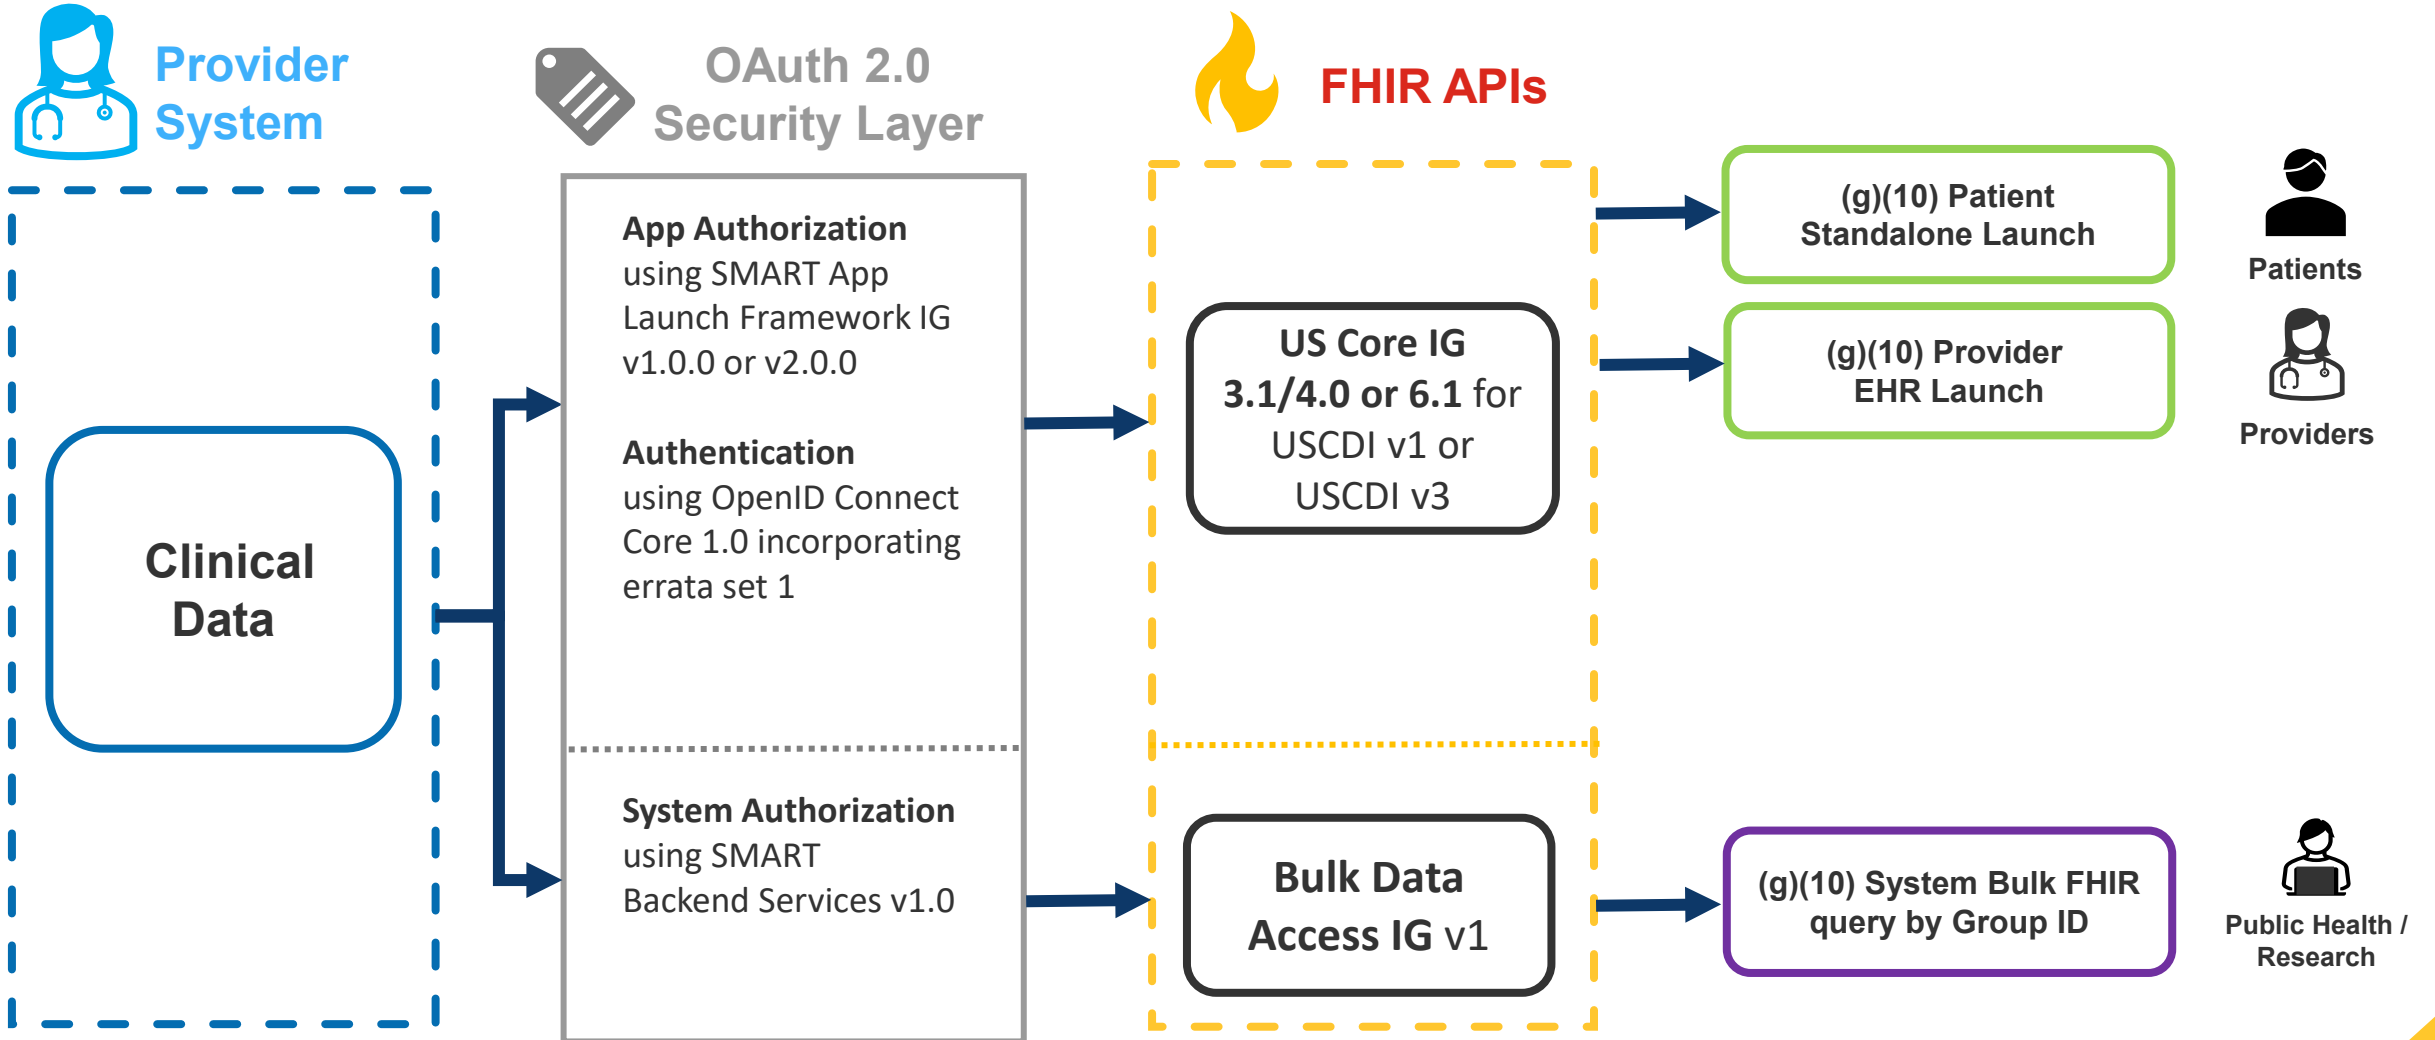 Provider
System
OAuth 2.0
Security Layer
FHIR APIs
Clinical
Data
App Authorization
using SMART App
Launch Framework IG
v1.0.0 or v2.0.0
Authentication
using OpenID Connect
Core 1.0 incorporating
errata set 1
System Authorization
using SMART
Backend Services v1.0
US Core IG
3.1/4.0 or 6.1 for
USCDI v1 or
USCDI v3
Bulk Data
Access IG v1
(g)(10) Patient
Standalone Launch
Patients
(g)(10) Provider
EHR Launch
Providers
(g)(10) System Bulk FHIR
query by Group ID
Public Health /
Research